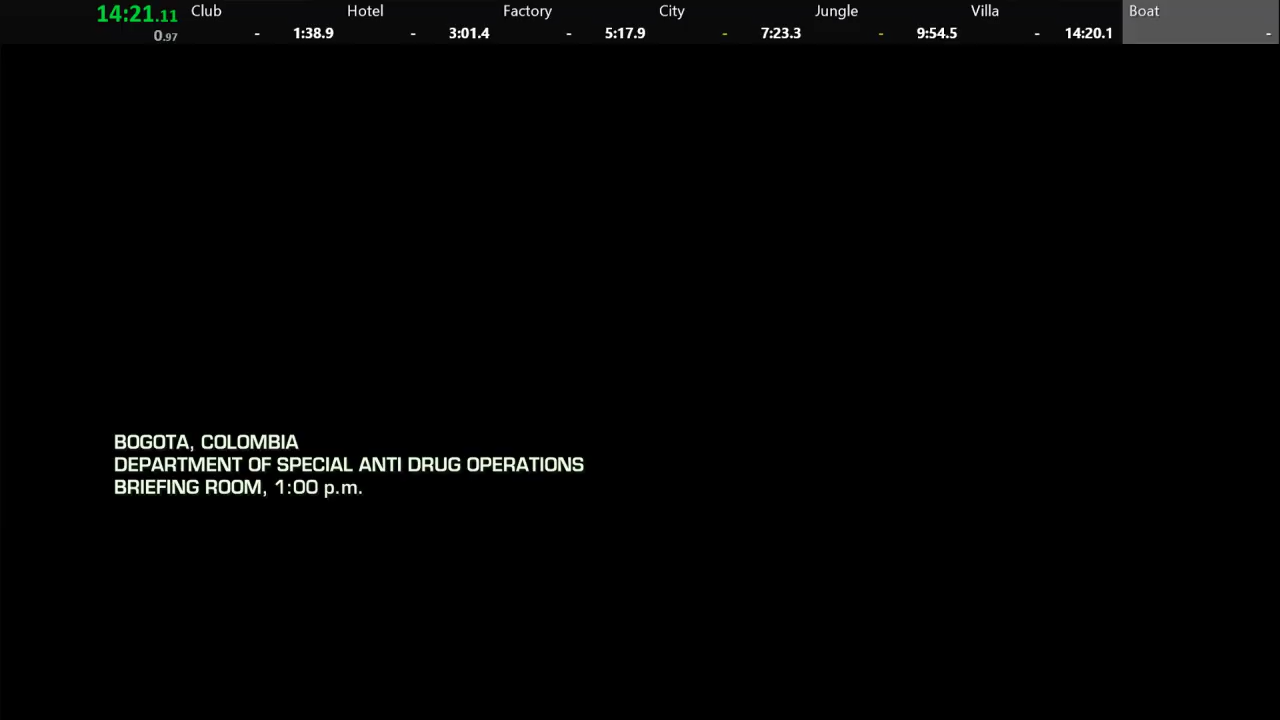 14:21.11 Club Hotel Factory City Jungle Villa Boat
0.97 - 1:38.9 - 3:01.4 - 5:17.9 - 7:23.3 - 9:54.5 - 14:20.1 -
BOGOTA, COLOMBIA
DEPARTMENT OF SPECIAL ANTI DRUG OPERATIONS
BRIEFING ROOM, 1:00 p.m.